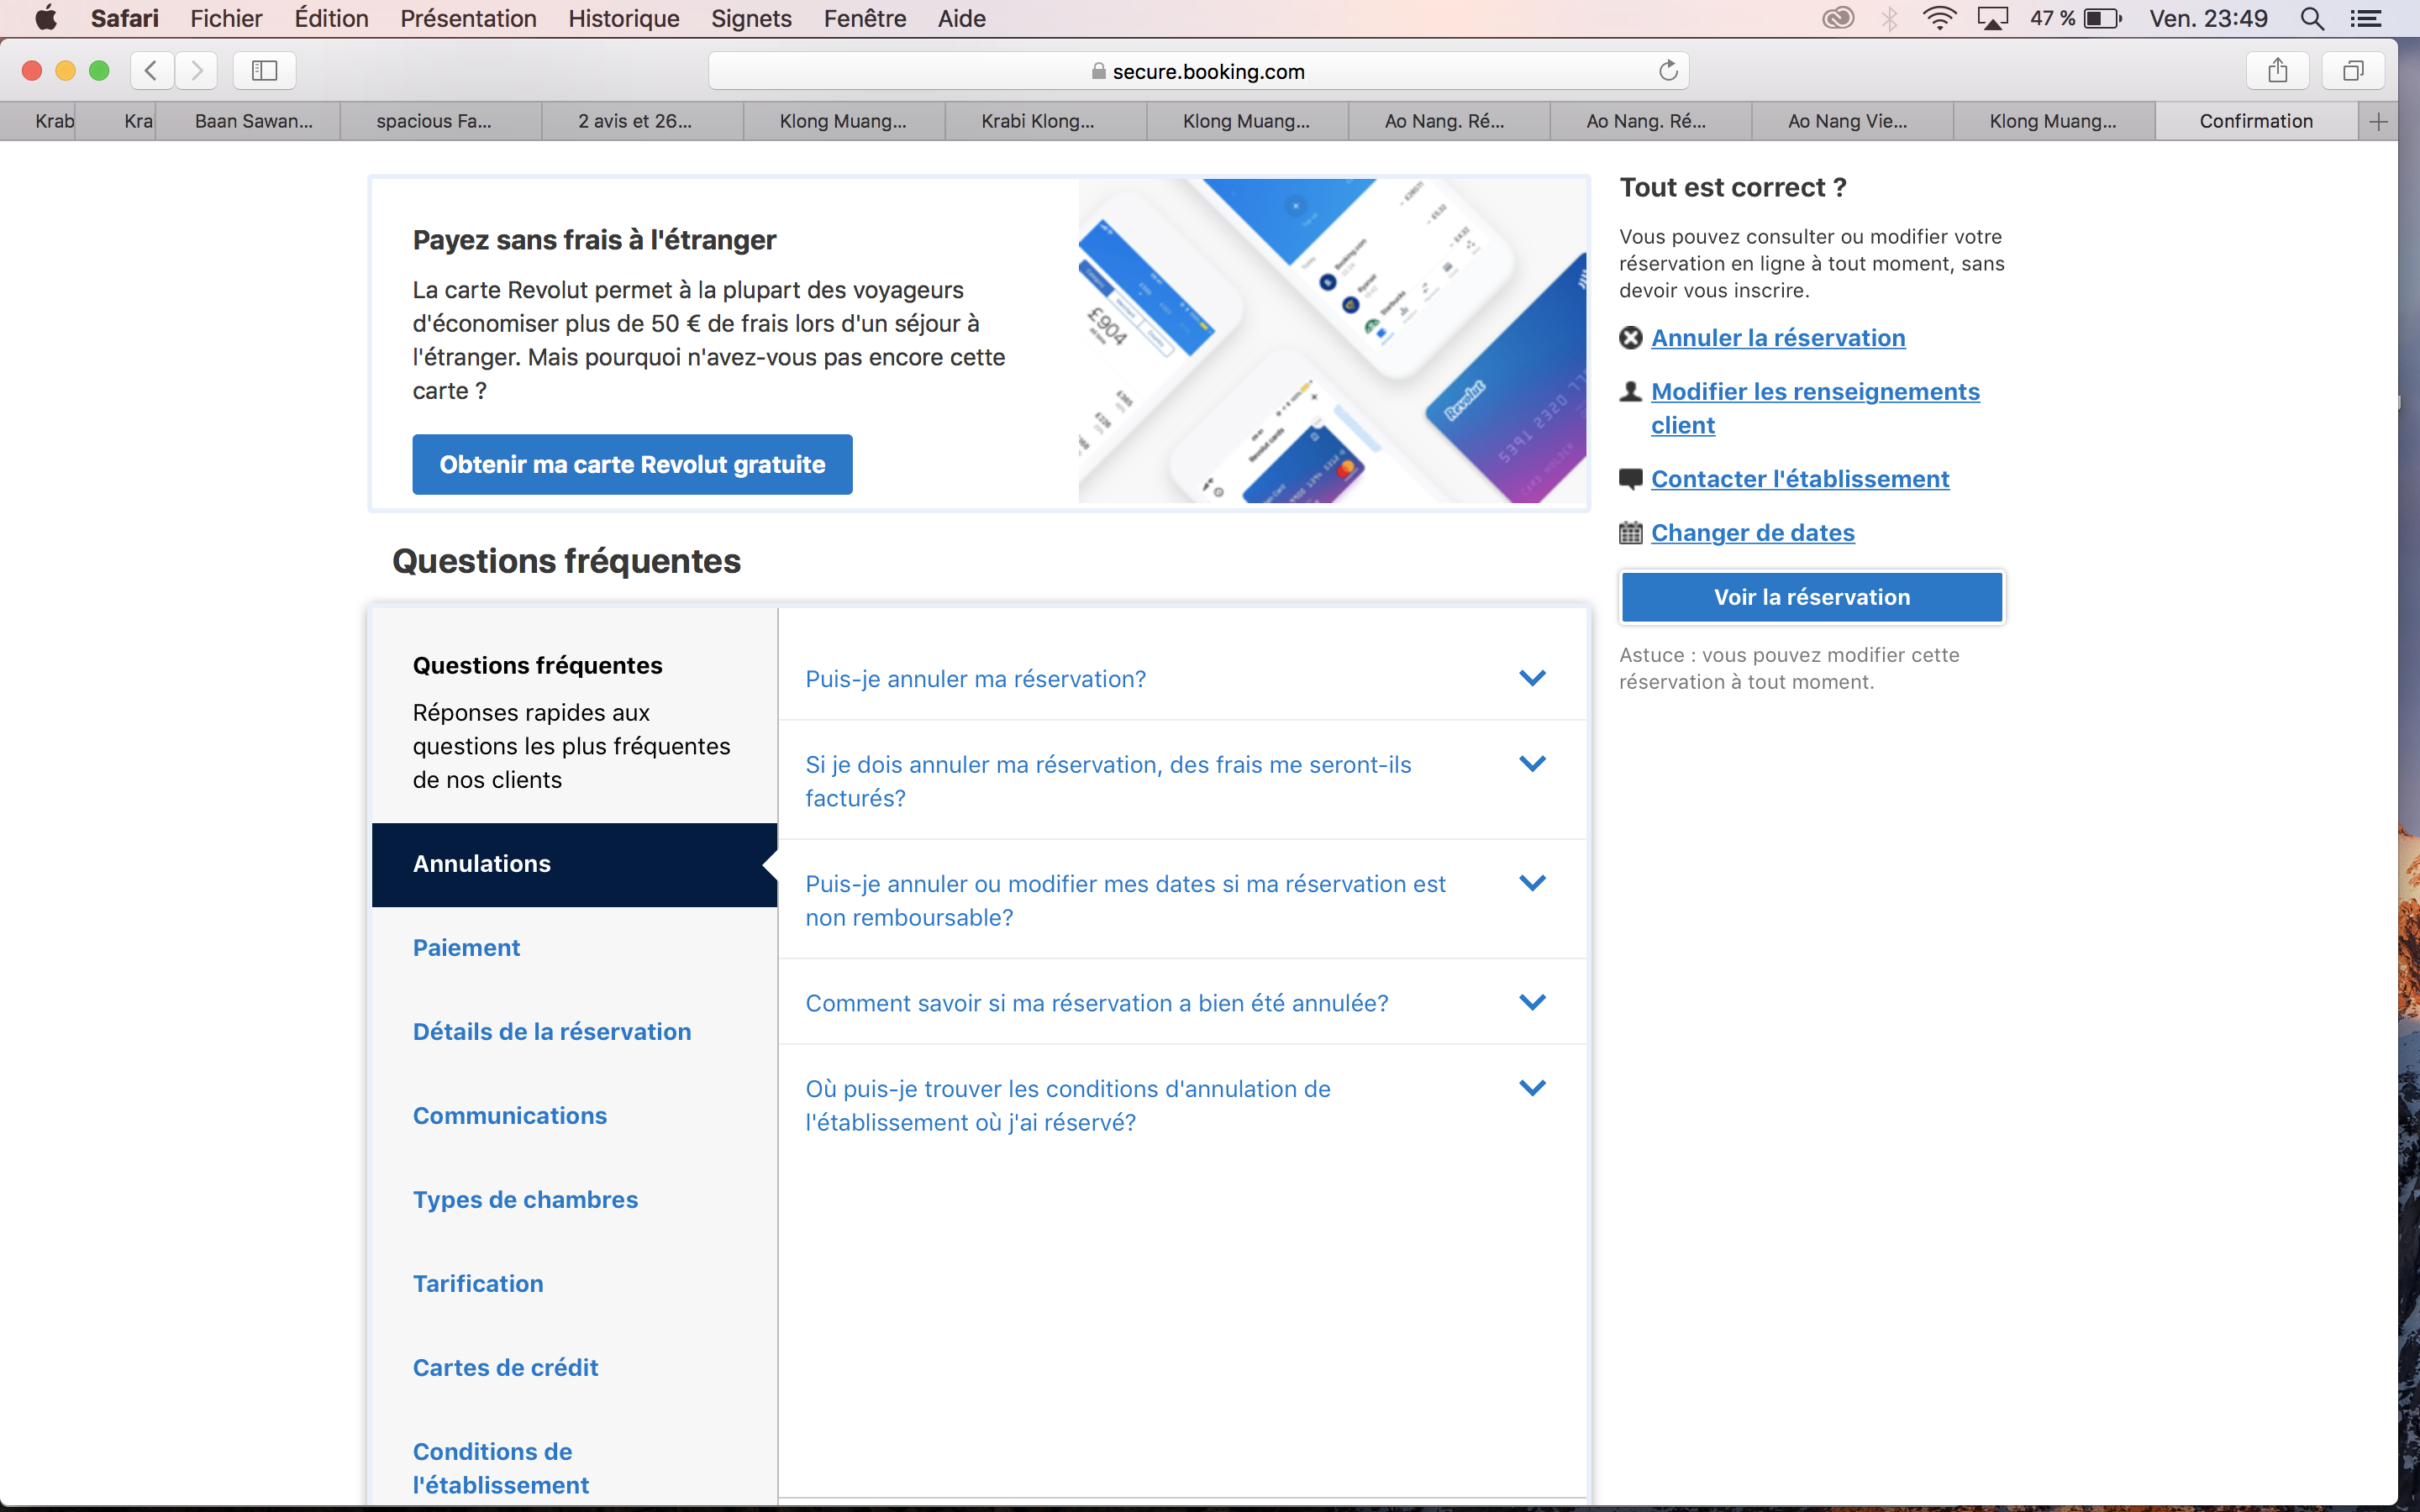 Safari Fichier Édition Présentation Historique Signets Fenêtre Aide 47 % Ven. 23:49
secure.booking.com
Krab Kra Baan Sawan... spacious Fa... 2 avis et 26... Klong Muang... Krabi Klong... Klong Muang... Ao Nang. Ré... Ao Nang. Ré... Ao Nang Vie... Klong Muang... Confirmation
Payez sans frais à l'étranger
La carte Revolut permet à la plupart des voyageurs
d'économiser plus de 50 € de frais lors d'un séjour à
l'étranger. Mais pourquoi n'avez-vous pas encore cette
carte ?
Obtenir ma carte Revolut gratuite
£904
Booking.com
Ryanair
Starbucks
Revolut cards
Revolut
5391 2320
Tout est correct ?
Vous pouvez consulter ou modifier votre
réservation en ligne à tout moment, sans
devoir vous inscrire.
Annuler la réservation
Modifier les renseignements
client
Contacter l'établissement
Changer de dates
Voir la réservation
Astuce : vous pouvez modifier cette
réservation à tout moment.
Questions fréquentes
Questions fréquentes
Réponses rapides aux
questions les plus fréquentes
de nos clients
Annulations
Paiement
Détails de la réservation
Communications
Types de chambres
Tarification
Cartes de crédit
Conditions de
l'établissement
Puis-je annuler ma réservation?
Si je dois annuler ma réservation, des frais me seront-ils
facturés?
Puis-je annuler ou modifier mes dates si ma réservation est
non remboursable?
Comment savoir si ma réservation a bien été annulée?
Où puis-je trouver les conditions d'annulation de
l'établissement où j'ai réservé?